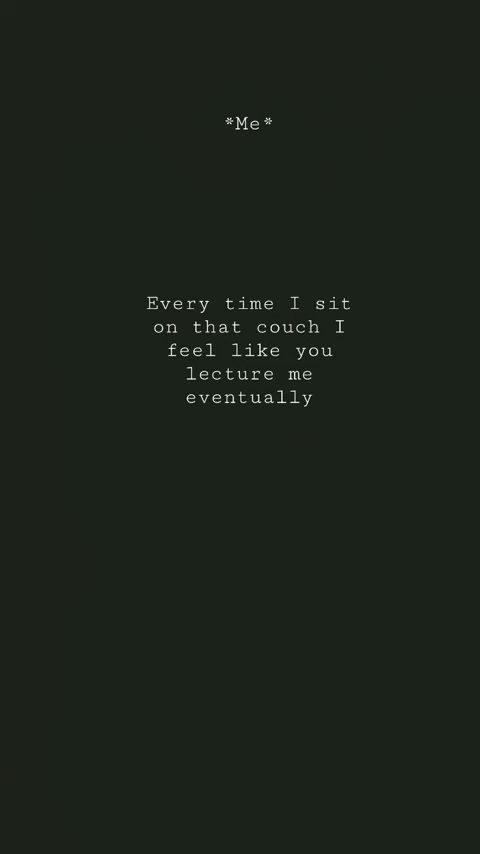 *Me*
Every time I sit
on that couch I
feel like you
lecture me
eventually